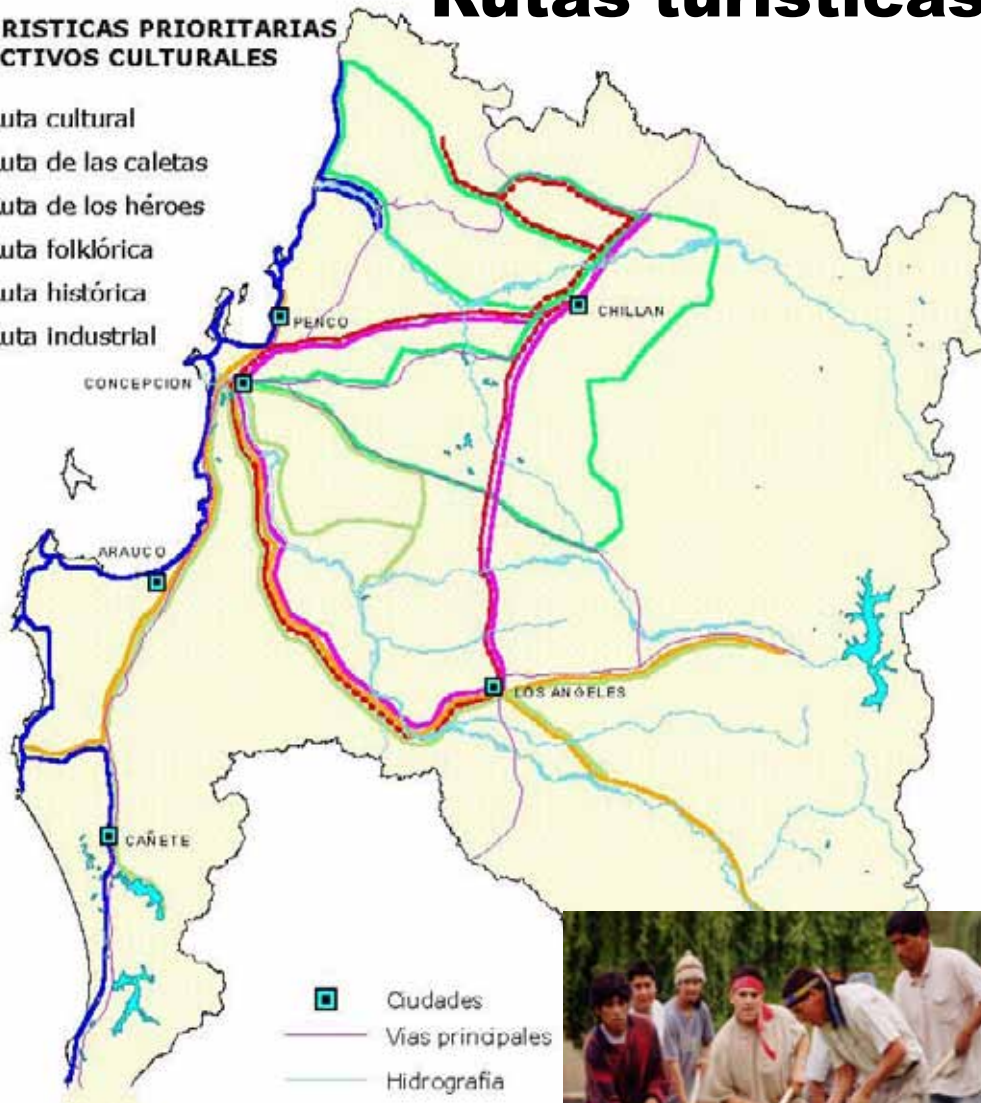 Rutas turísticas
RISTICAS PRIORITARIAS
CTIVOS CULTURALES
uta cultural
uta de las caletas
uta de los héroes
uta folklórica
uta histórica
uta industrial
PENCO
CHILLAN
CONCEPCION
ARAUCO
LOS ANGELES
CAÑETE
Ciudades
Vias principales
Hidrografia